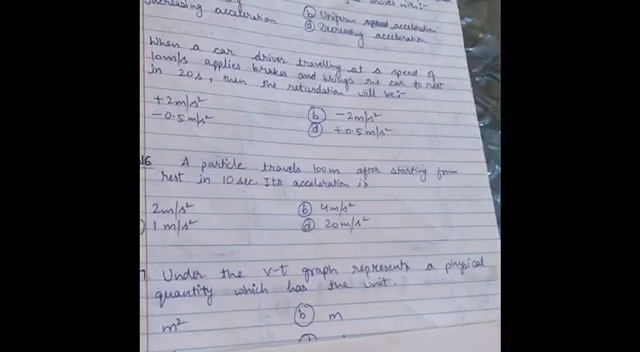 increasing acceleration
(b) Uniform speed acceleration
(d) Decreasing acceleration
When a car driver travelling at a speed of
10m/s applies brakes and brings the car to rest
in 20s, then the retardation will be:-
+2m/s²
(b) -2m/s²
-0.5m/s²
(d) +0.5m/s²
16 A particle travels 100m after starting from
rest in 10sec. Its acceleration is
2m/s²
(b) 4m/s²
1 m/s²
(d) 20m/s²
Under the v-t graph represents a physical
quantity which has the unit.
m²
(b) m